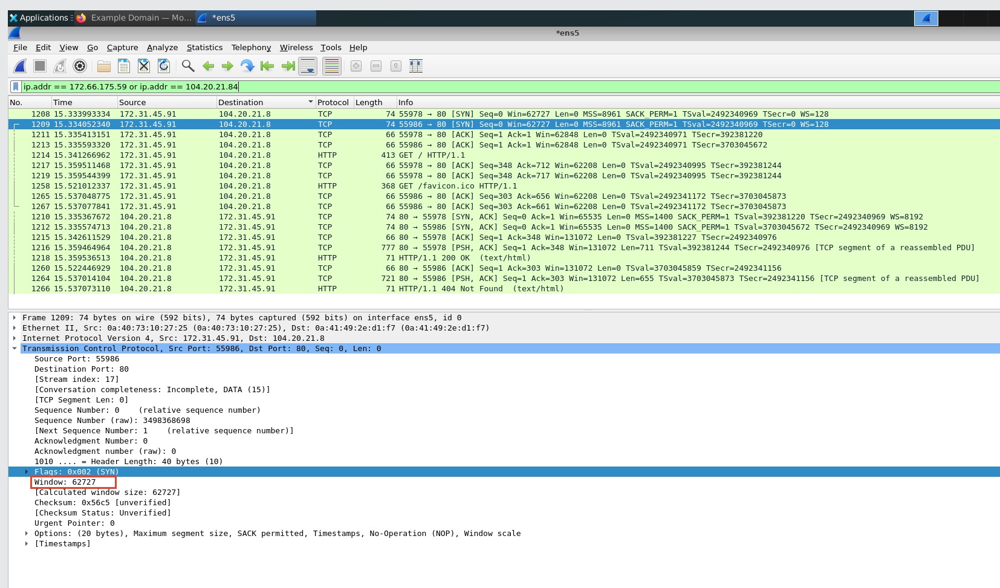 Applications Example Domain — Mo... *ens5
*ens5
File Edit View Go Capture Analyze Statistics Telephony Wireless Tools Help
ip.addr == 172.66.175.59 or ip.addr == 104.20.21.84
No. Time Source Destination Protocol Length Info
1208 15.333993334 172.31.45.91 104.20.21.8 TCP 74 55978 → 80 [SYN] Seq=0 Win=62727 Len=0 MSS=8961 SACK_PERM=1 TSval=2492340969 TSecr=0 WS=128
1209 15.334052340 172.31.45.91 104.20.21.8 TCP 74 55986 → 80 [SYN] Seq=0 Win=62727 Len=0 MSS=8961 SACK_PERM=1 TSval=2492340969 TSecr=0 WS=128
1211 15.335413151 172.31.45.91 104.20.21.8 TCP 66 55978 → 80 [ACK] Seq=1 Ack=1 Win=62848 Len=0 TSval=2492340971 TSecr=392381220
1213 15.335593320 172.31.45.91 104.20.21.8 TCP 66 55986 → 80 [ACK] Seq=1 Ack=1 Win=62848 Len=0 TSval=2492340971 TSecr=3703045672
1214 15.341266962 172.31.45.91 104.20.21.8 HTTP 413 GET / HTTP/1.1
1217 15.359511468 172.31.45.91 104.20.21.8 TCP 66 55978 → 80 [ACK] Seq=348 Ack=712 Win=62208 Len=0 TSval=2492340995 TSecr=392381244
1219 15.359544399 172.31.45.91 104.20.21.8 TCP 66 55978 → 80 [ACK] Seq=348 Ack=717 Win=62208 Len=0 TSval=2492340995 TSecr=392381244
1258 15.521012337 172.31.45.91 104.20.21.8 HTTP 368 GET /favicon.ico HTTP/1.1
1265 15.537048775 172.31.45.91 104.20.21.8 TCP 66 55986 → 80 [ACK] Seq=303 Ack=656 Win=62208 Len=0 TSval=2492341172 TSecr=3703045873
1267 15.537077841 172.31.45.91 104.20.21.8 TCP 66 55986 → 80 [ACK] Seq=303 Ack=661 Win=62208 Len=0 TSval=2492341172 TSecr=3703045873
1210 15.335367672 104.20.21.8 172.31.45.91 TCP 74 80 → 55978 [SYN, ACK] Seq=0 Ack=1 Win=65535 Len=0 MSS=1400 SACK_PERM=1 TSval=392381220 TSecr=2492340969 WS=8192
1212 15.335574713 104.20.21.8 172.31.45.91 TCP 74 80 → 55986 [SYN, ACK] Seq=0 Ack=1 Win=65535 Len=0 MSS=1400 SACK_PERM=1 TSval=3703045672 TSecr=2492340969 WS=8192
1215 15.342611529 104.20.21.8 172.31.45.91 TCP 66 80 → 55978 [ACK] Seq=1 Ack=348 Win=131072 Len=0 TSval=392381227 TSecr=2492340976
1216 15.359464964 104.20.21.8 172.31.45.91 TCP 777 80 → 55978 [PSH, ACK] Seq=1 Ack=348 Win=131072 Len=711 TSval=392381244 TSecr=2492340976 [TCP segment of a reassembled PDU]
1218 15.359536513 104.20.21.8 172.31.45.91 HTTP 71 HTTP/1.1 200 OK (text/html)
1260 15.522446929 104.20.21.8 172.31.45.91 TCP 66 80 → 55986 [ACK] Seq=1 Ack=303 Win=131072 Len=0 TSval=3703045859 TSecr=2492341156
1264 15.537014104 104.20.21.8 172.31.45.91 TCP 721 80 → 55986 [PSH, ACK] Seq=1 Ack=303 Win=131072 Len=655 TSval=3703045873 TSecr=2492341156 [TCP segment of a reassembled PDU]
1266 15.537073110 104.20.21.8 172.31.45.91 HTTP 71 HTTP/1.1 404 Not Found (text/html)
Frame 1209: 74 bytes on wire (592 bits), 74 bytes captured (592 bits) on interface ens5, id 0
Ethernet II, Src: 0a:40:73:10:27:25 (0a:40:73:10:27:25), Dst: 0a:41:49:2e:d1:f7 (0a:41:49:2e:d1:f7)
Internet Protocol Version 4, Src: 172.31.45.91, Dst: 104.20.21.8
Transmission Control Protocol, Src Port: 55986, Dst Port: 80, Seq: 0, Len: 0
Source Port: 55986
Destination Port: 80
[Stream index: 17]
[Conversation completeness: Incomplete, DATA (15)]
[TCP Segment Len: 0]
Sequence Number: 0 (relative sequence number)
Sequence Number (raw): 3498368698
[Next Sequence Number: 1 (relative sequence number)]
Acknowledgment Number: 0
Acknowledgment number (raw): 0
1010 .... = Header Length: 40 bytes (10)
Flags: 0x002 (SYN)
Window: 62727
[Calculated window size: 62727]
Checksum: 0x56c5 [unverified]
[Checksum Status: Unverified]
Urgent Pointer: 0
Options: (20 bytes), Maximum segment size, SACK permitted, Timestamps, No-Operation (NOP), Window scale
[Timestamps]